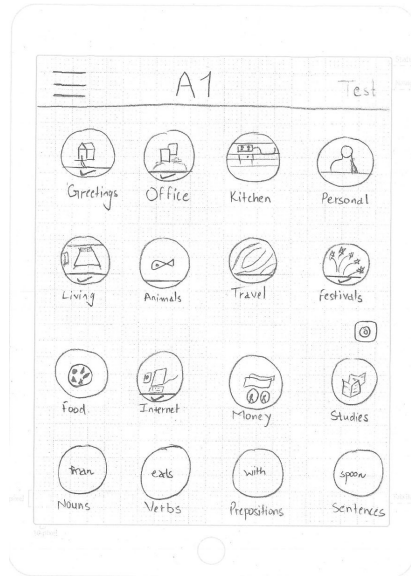 A1 Test
Greetings Office Kitchen Personal
Living Animals Travel Festivals
Food Internet Money Studies
man eats with spoon
Nouns Verbs Prepositions Sentences